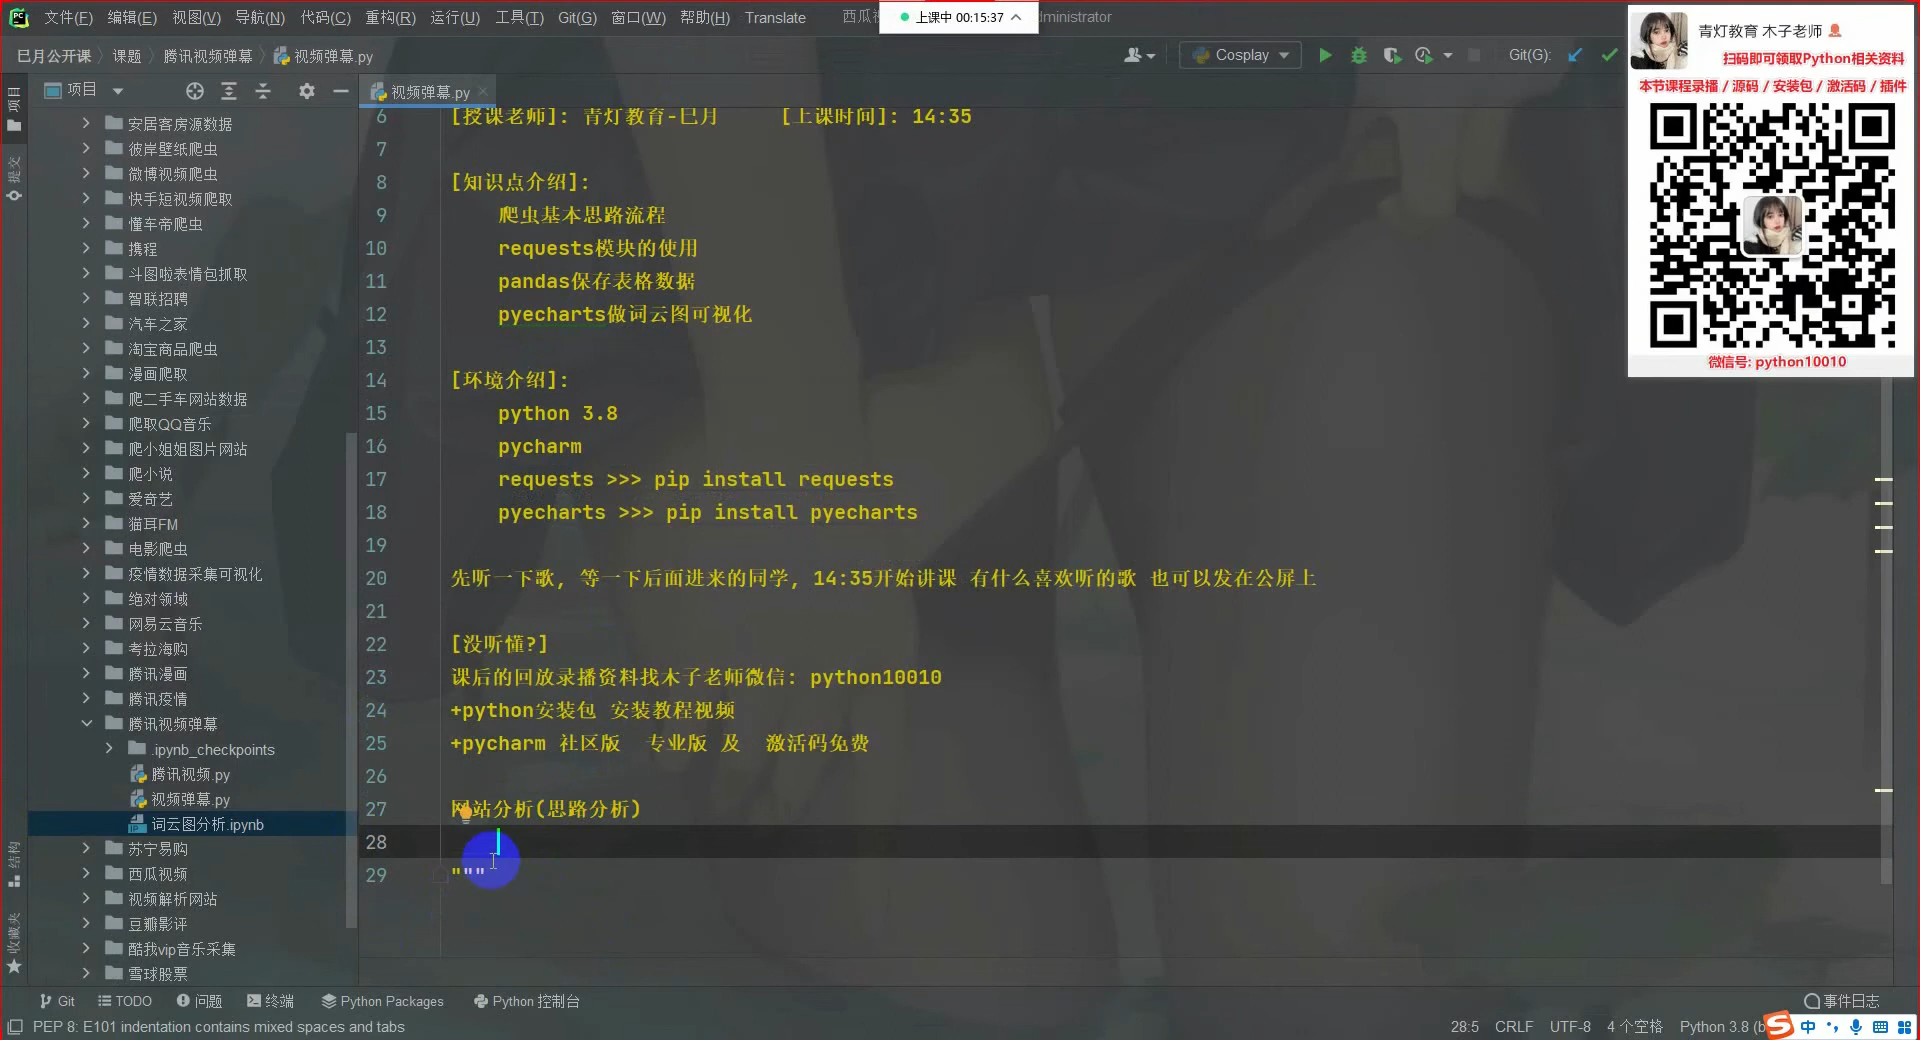 文件(F) 编辑(E) 视图(V) 导航(N) 代码(C) 重构(R) 运行(U) 工具(T) Git(G) 窗口(W) 帮助(H) Translate
上课中 00:15:37
dministrator
巳月公开课 课题 腾讯视频弹幕 视频弹幕.py
Cosplay
Git(G):
青灯教育 木子老师
扫码即可领取Python相关资料
本节课程录播 / 源码 / 安装包 / 激活码 / 插件
微信号: python10010
项目
提交
结构
收藏夹
项目
安居客房源数据
彼岸壁纸爬虫
微博视频爬虫
快手短视频爬取
懂车帝爬虫
携程
斗图啦表情包抓取
智联招聘
汽车之家
淘宝商品爬虫
漫画爬取
爬二手车网站数据
爬取QQ音乐
爬小姐姐图片网站
爬小说
爱奇艺
猫耳FM
电影爬虫
疫情数据采集可视化
绝对领域
网易云音乐
考拉海购
腾讯漫画
腾讯疫情
腾讯视频弹幕
.ipynb_checkpoints
腾讯视频.py
视频弹幕.py
词云图分析.ipynb
苏宁易购
西瓜视频
视频解析网站
豆瓣影评
酷我vip音乐采集
雪球股票
视频弹幕.py
6 [授课老师]: 青灯教育-巳月 [上课时间]: 14:35
7
8 [知识点介绍]:
9 爬虫基本思路流程
10 requests模块的使用
11 pandas保存表格数据
12 pyecharts做词云图可视化
13
14 [环境介绍]:
15 python 3.8
16 pycharm
17 requests >>> pip install requests
18 pyecharts >>> pip install pyecharts
19
20 先听一下歌, 等一下后面进来的同学, 14:35开始讲课 有什么喜欢听的歌 也可以发在公屏上
21
22 [没听懂?]
23 课后的回放录播资料找木子老师微信: python10010
24 +python安装包 安装教程视频
25 +pycharm 社区版 专业版 及 激活码免费
26
27 网站分析(思路分析)
28
29 """
Git TODO 问题 终端 Python Packages Python 控制台
事件日志
PEP 8: E101 indentation contains mixed spaces and tabs
28:5 CRLF UTF-8 4 个空格 Python 3.8 (b
中